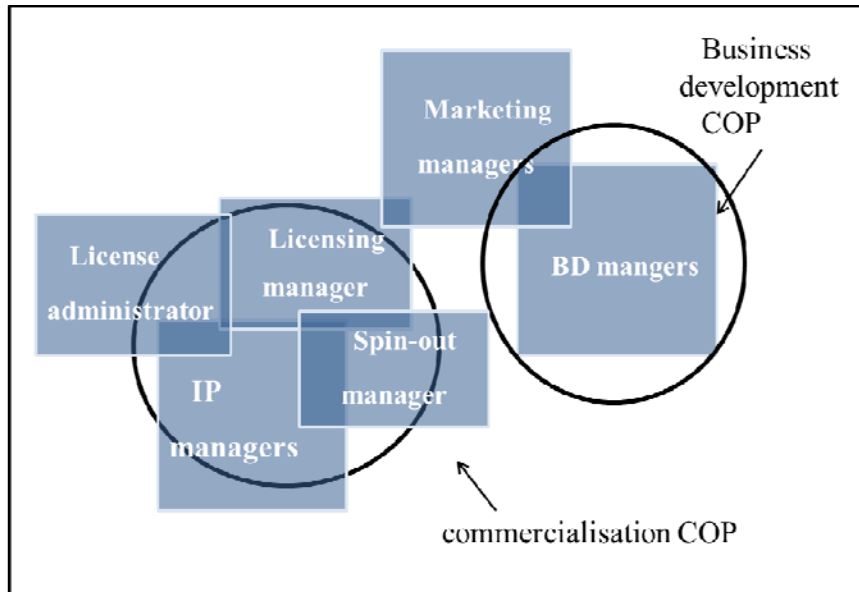 Business
development
COP
Marketing
managers
BD mangers
Licensing
manager
License
administrator
Spin-out
manager
IP
managers
commercialisation COP